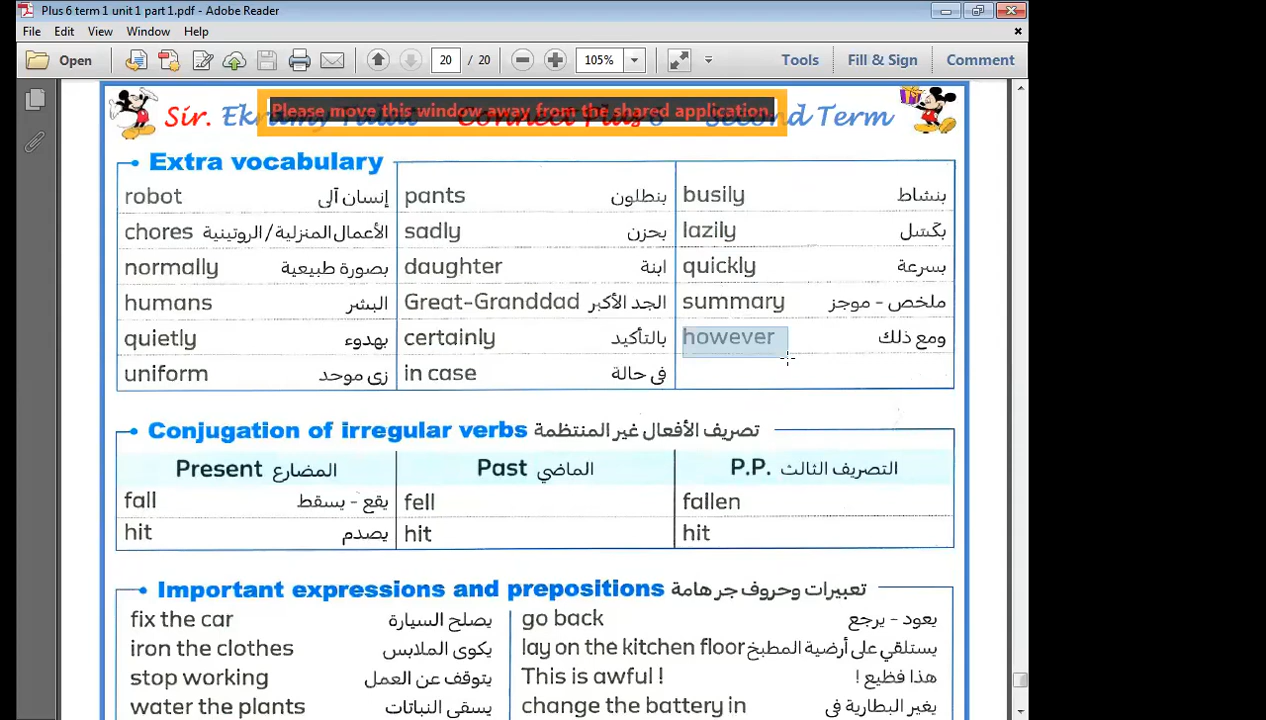 Plus 6 term 1 unit 1 part 1.pdf - Adobe Reader
File Edit View Window Help
Open 20 / 20 105% Tools Fill & Sign Comment
Please move this window away from the shared application
Sir. Second Term
Extra vocabulary
robot إنسان آلى pants بنطلون busily بنشاط
chores الأعمال المنزلية / الروتينية sadly بحزن lazily بكَسَل
normally بصورة طبيعية daughter ابنة quickly بسرعة
humans البشر Great-Granddad الجد الأكبر summary ملخص - موجز
quietly بهدوء certainly بالتأكيد however ومع ذلك
uniform زى موحد in case فى حالة
Conjugation of irregular verbs تصريف الأفعال غير المنتظمة
Present المضارع Past الماضي P.P. التصريف الثالث
fall يقع - يسقط fell fallen
hit يصدم hit hit
Important expressions and prepositions تعبيرات وحروف جر هامة
fix the car يصلح السيارة go back يعود - يرجع
iron the clothes يكوى الملابس lay on the kitchen floor يستلقي على أرضية المطبخ
stop working يتوقف عن العمل This is awful ! هذا فظيع !
water the plants يسقى النباتات change the battery in يغير البطارية فى